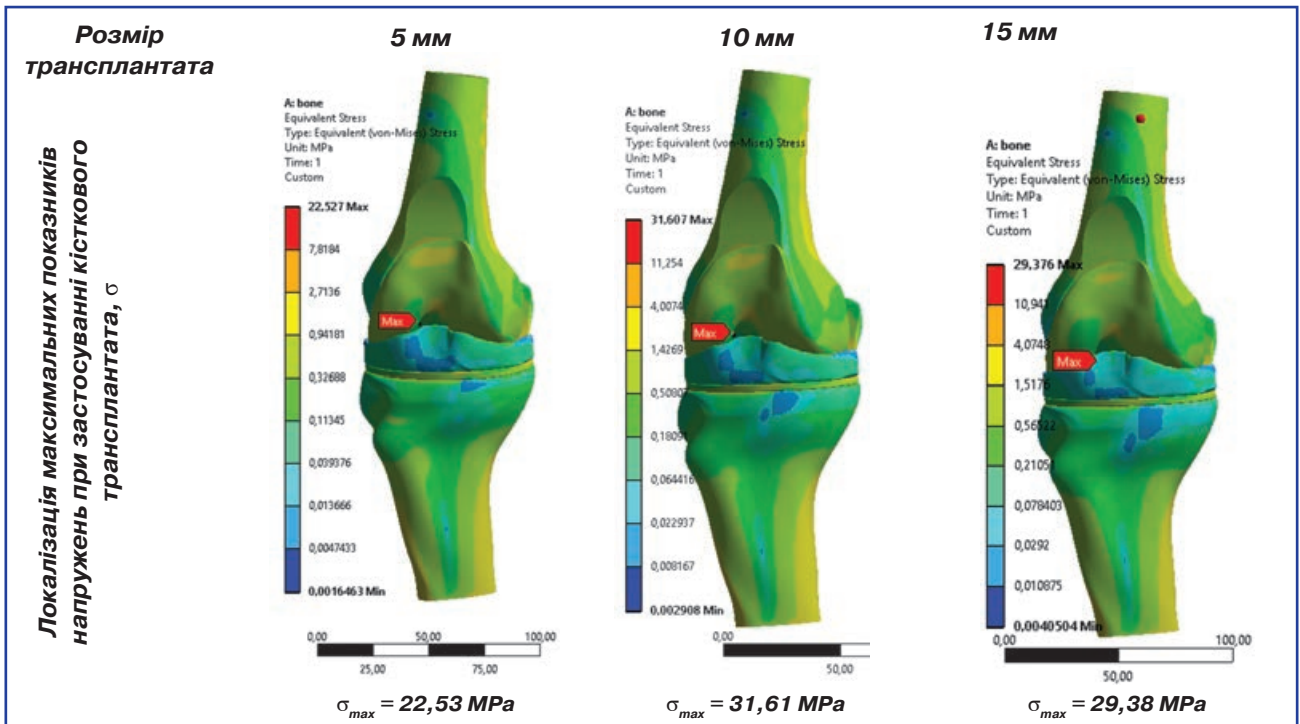 Розмір
трансплантата
5 мм
10 мм
15 мм
Локалізація максимальних показників
напружень при застосуванні кісткового
трансплантата, σ
A: bone
Equivalent Stress
Type: Equivalent (von-Mises) Stress
Unit: MPa
Time: 1
Custom
22,527 Max
7,8184
2,7136
0,94181
0,32688
0,11345
0,039376
0,013666
0,0047433
0,0016463 Min
Max
0,00
50,00
100,00
25,00
75,00
σmax = 22,53 MPa
A: bone
Equivalent Stress
Type: Equivalent (von-Mises) Stress
Unit: MPa
Time: 1
Custom
31,607 Max
11,254
4,0074
1,4269
0,50807
0,18091
0,064416
0,022937
0,008167
0,002908 Min
Max
0,00
50,00
σmax = 31,61 MPa
A: bone
Equivalent Stress
Type: Equivalent (von-Mises) Stress
Unit: MPa
Time: 1
Custom
29,376 Max
10,941
4,0748
1,5176
0,56522
0,21051
0,078403
0,0292
0,010875
0,0040504 Min
Max
0,00
100,00
50,00
σmax = 29,38 MPa